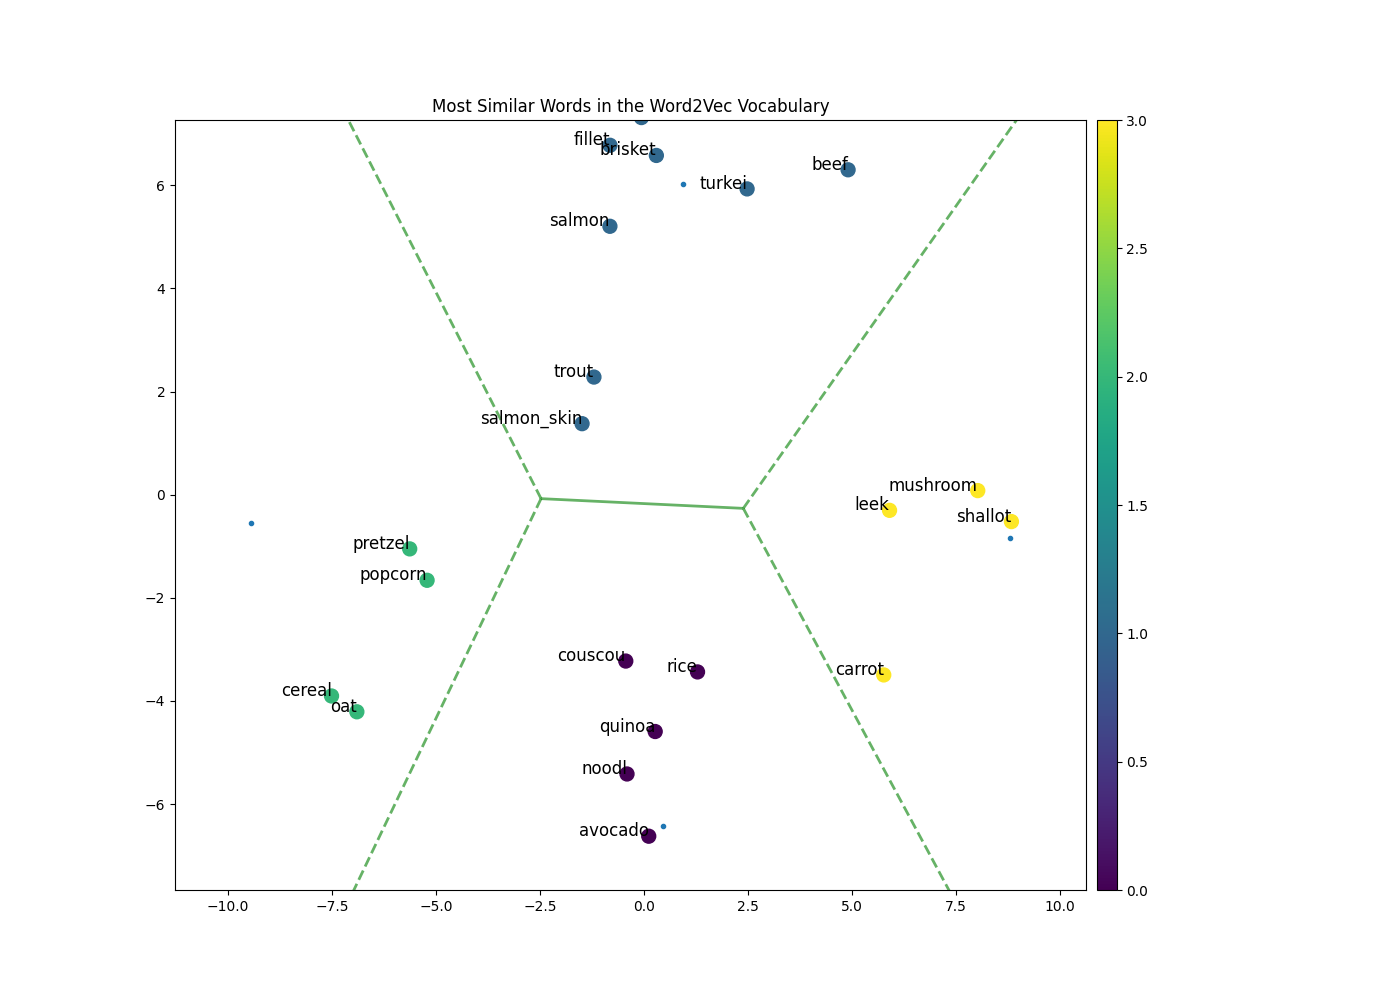 Most Similar Words in the Word2Vec Vocabulary
3.0
fillet
brisket
beef
turkei
6
salmon
2.5
4
trout
2.0
2
salmon_skin
mushroom
0
leek
shallot
1.5
pretzel
popcorn
−2
1.0
couscou
rice
carrot
cereal
oat
−4
quinoa
0.5
noodl
−6
avocado
0.0
−10.0 −7.5 −5.0 −2.5 0.0 2.5 5.0 7.5 10.0